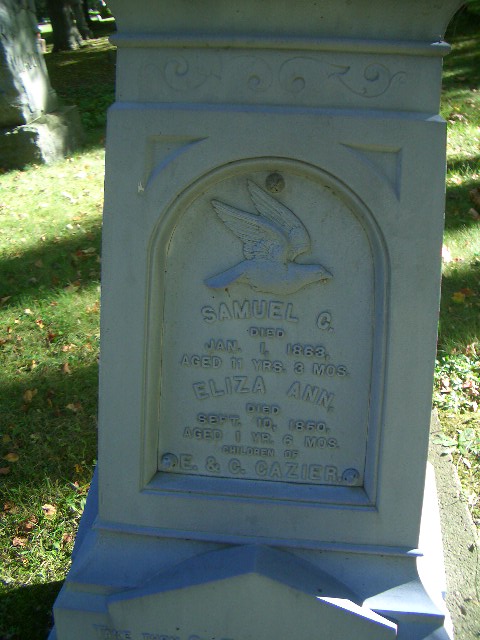 SAMUEL C.
DIED
JAN. 1, 1863,
AGED 11 YRS. 3 MOS.
ELIZA ANN,
DIED
SEPT. 10, 1850.
AGED 1 YR. 6 MOS.
CHILDREN OF
E. & C. CAZIER.